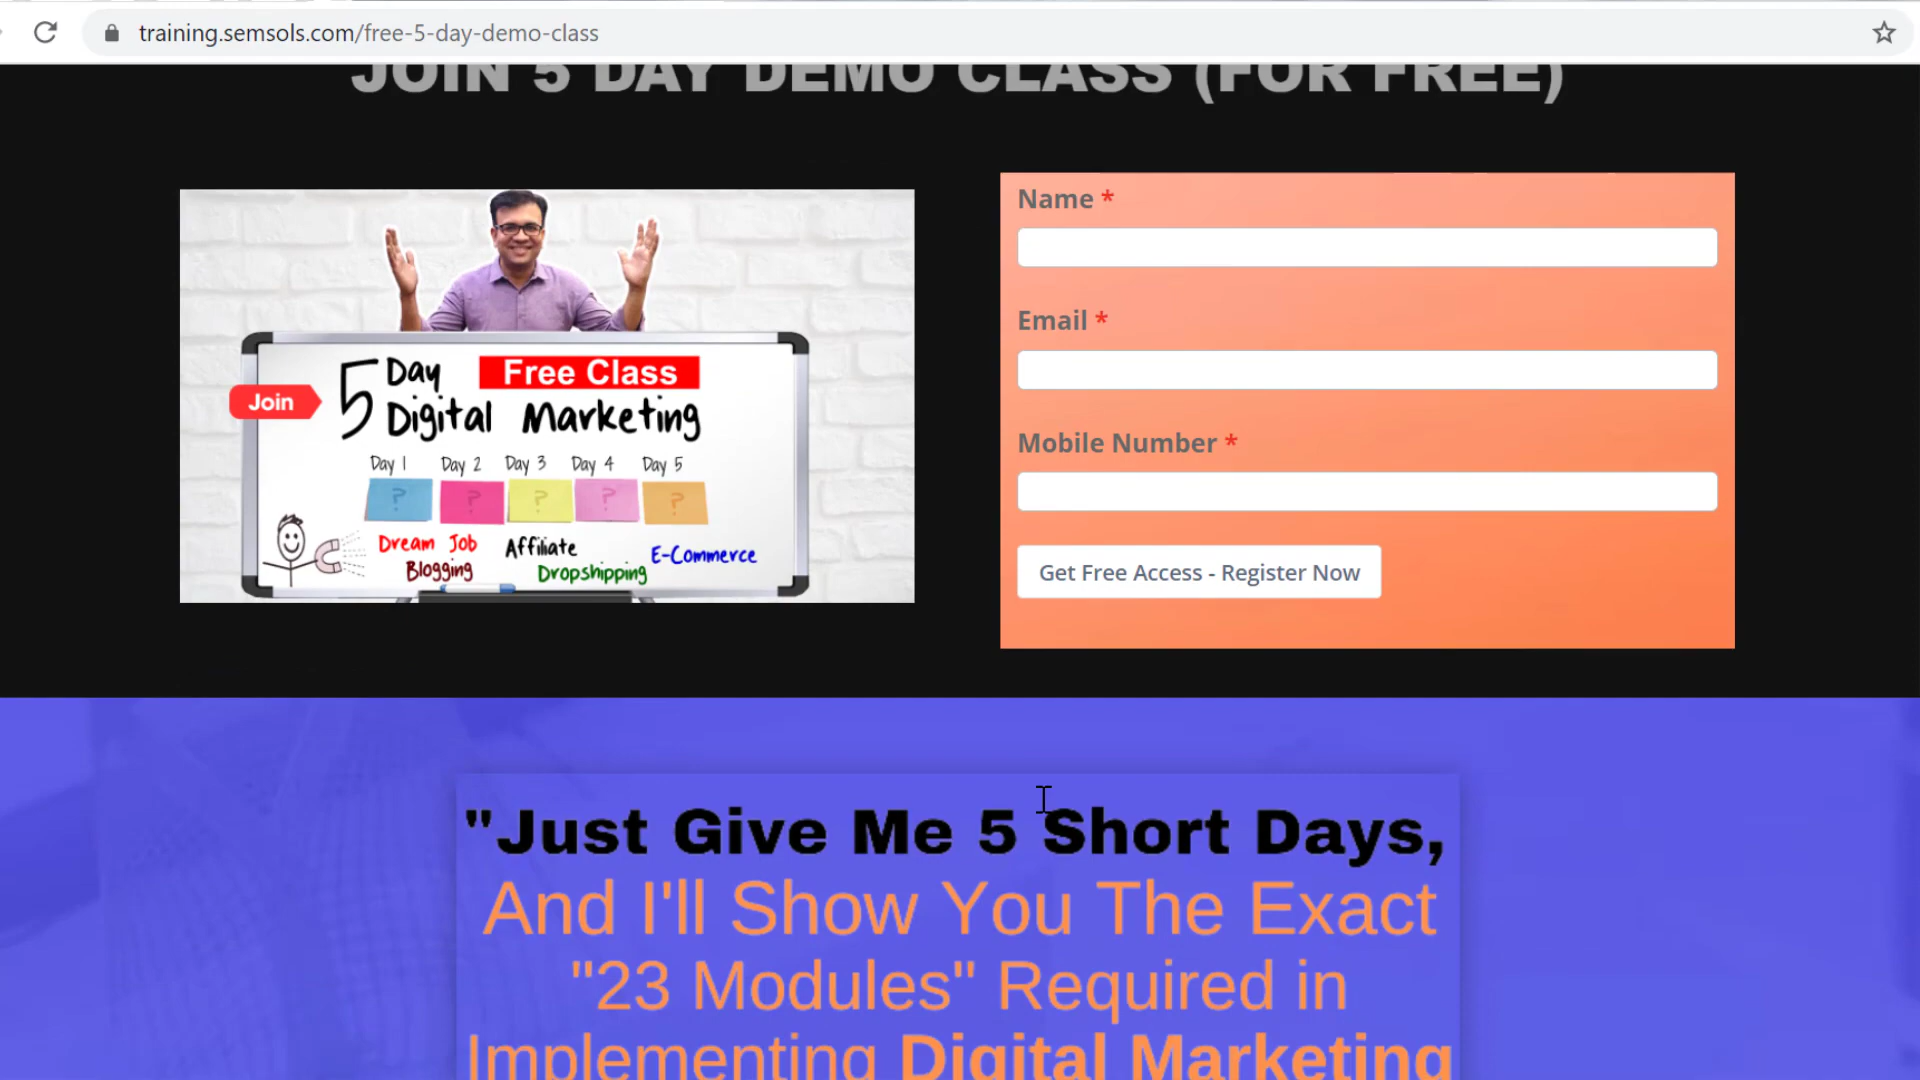 training.semsols.com/free-5-day-demo-class
JOIN 5 DAY DEMO CLASS (FOR FREE)
Join
5 Day Free Class
Digital Marketing
Day 1 Day 2 Day 3 Day 4 Day 5
? ? ? ? ?
Dream Job Affiliate E-Commerce
Blogging Dropshipping
Name *
Email *
Mobile Number *
Get Free Access - Register Now
"Just Give Me 5 Short Days,
And I'll Show You The Exact
"23 Modules" Required in
Implementing Digital Marketing